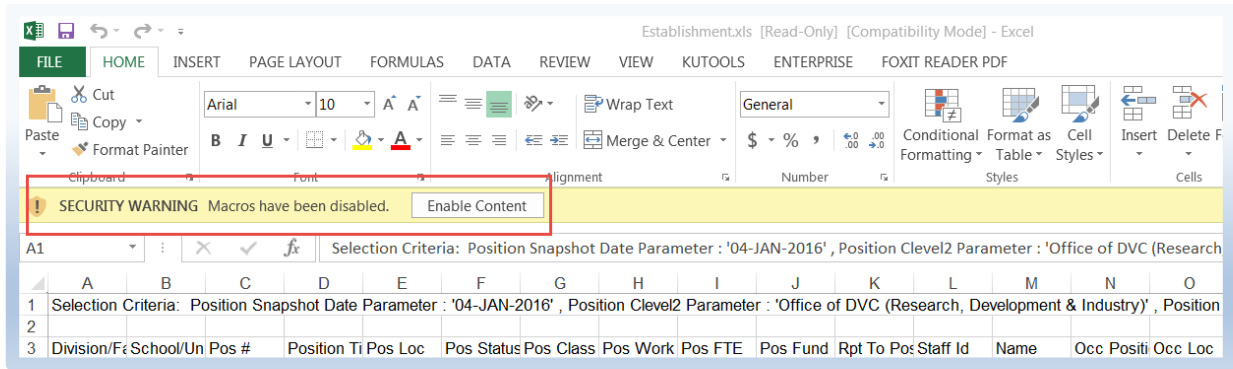 Establishment.xls [Read-Only] [Compatibility Mode] - Excel
FILE HOME INSERT PAGE LAYOUT FORMULAS DATA REVIEW VIEW KUTOOLS ENTERPRISE FOXIT READER PDF
Cut
Copy
Format Painter
Paste
Arial 10
B I U
Wrap Text
Merge & Center
General
$ % ,
Conditional Formatting
Format as Table
Cell Styles
Insert Delete
Clipboard Font Alignment Number Styles Cells
! SECURITY WARNING Macros have been disabled. Enable Content
A1 fx Selection Criteria: Position Snapshot Date Parameter : '04-JAN-2016' , Position Clevel2 Parameter : 'Office of DVC (Research
A B C D E F G H I J K L M N O
1 Selection Criteria: Position Snapshot Date Parameter : '04-JAN-2016' , Position Clevel2 Parameter : 'Office of DVC (Research, Development & Industry)' , Position
2
3 Division/Fa School/Un Pos # Position Ti Pos Loc Pos Status Pos Class Pos Work Pos FTE Pos Fund Rpt To Pos Staff Id Name Occ Positi Occ Loc